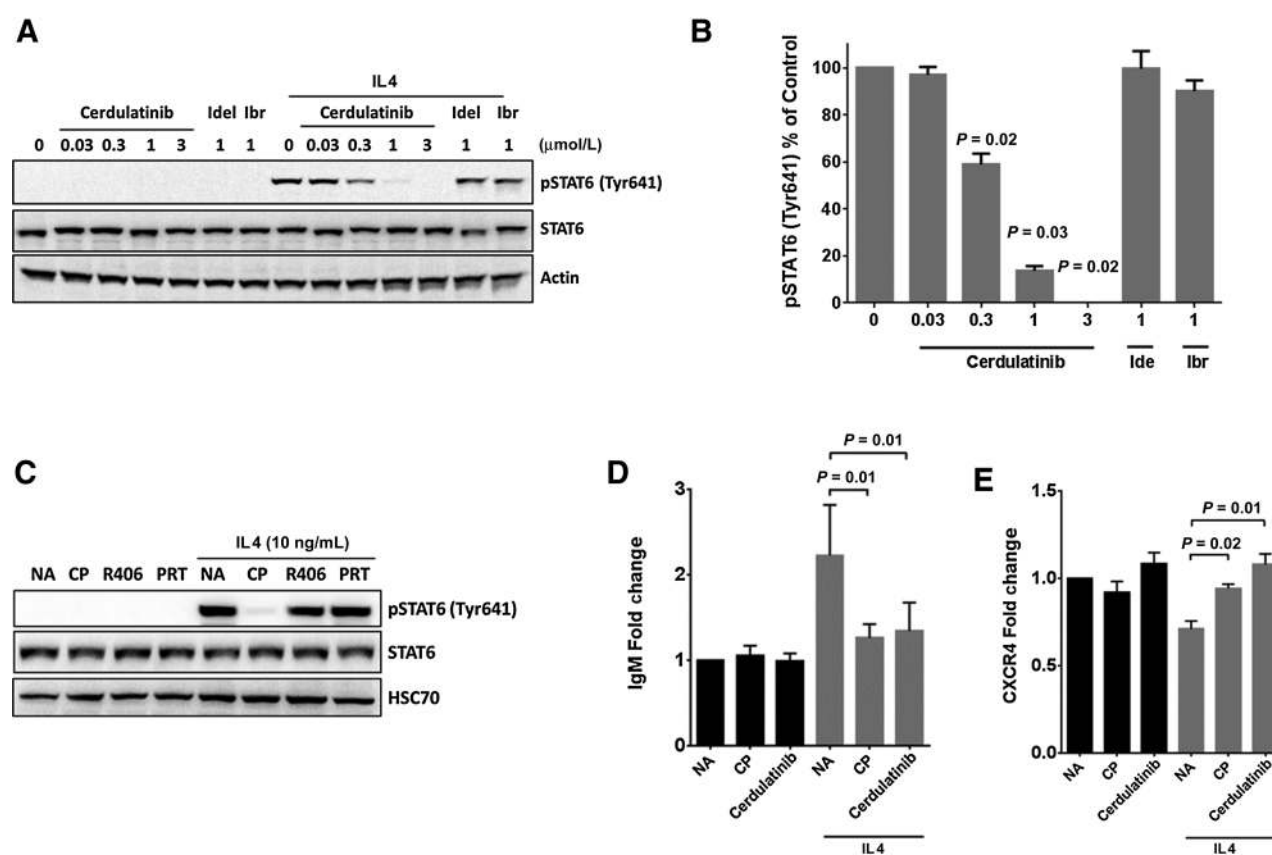 A
IL4
Cerdulatinib Idel Ibr Cerdulatinib Idel Ibr
0 0.03 0.3 1 3 1 1 0 0.03 0.3 1 3 1 1 (μmol/L)
pSTAT6 (Tyr641)
STAT6
Actin
B
pSTAT6 (Tyr641) % of Control
100
80
60
40
20
0
P = 0.02
P = 0.03
P = 0.02
0 0.03 0.3 1 3 1 1
Cerdulatinib Ide Ibr
C
IL4 (10 ng/mL)
NA CP R406 PRT NA CP R406 PRT
pSTAT6 (Tyr641)
STAT6
HSC70
D
IgM Fold change
3
2
1
0
P = 0.01
P = 0.01
NA CP Cerdulatinib NA CP Cerdulatinib
IL4
E
CXCR4 Fold change
1.5
1.0
0.5
0.0
P = 0.01
P = 0.02
NA CP Cerdulatinib NA CP Cerdulatinib
IL4